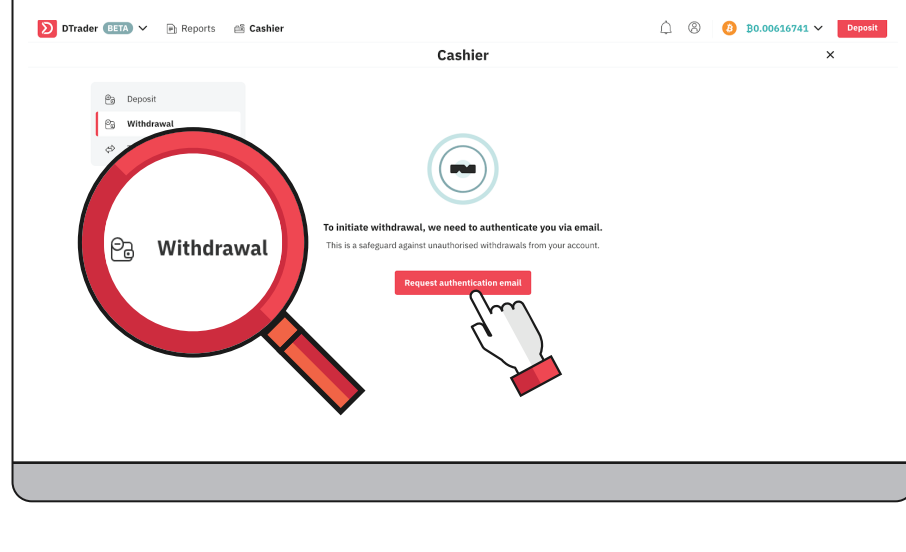 DTrader BETA Reports Cashier ₿0.00616741 Deposit
Cashier
Deposit
Withdrawal
Withdrawal
To initiate withdrawal, we need to authenticate you via email.
This is a safeguard against unauthorised withdrawals from your account.
Request authentication email